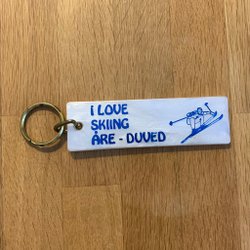 I LOVE
SKIING
ÅRE - DUVED